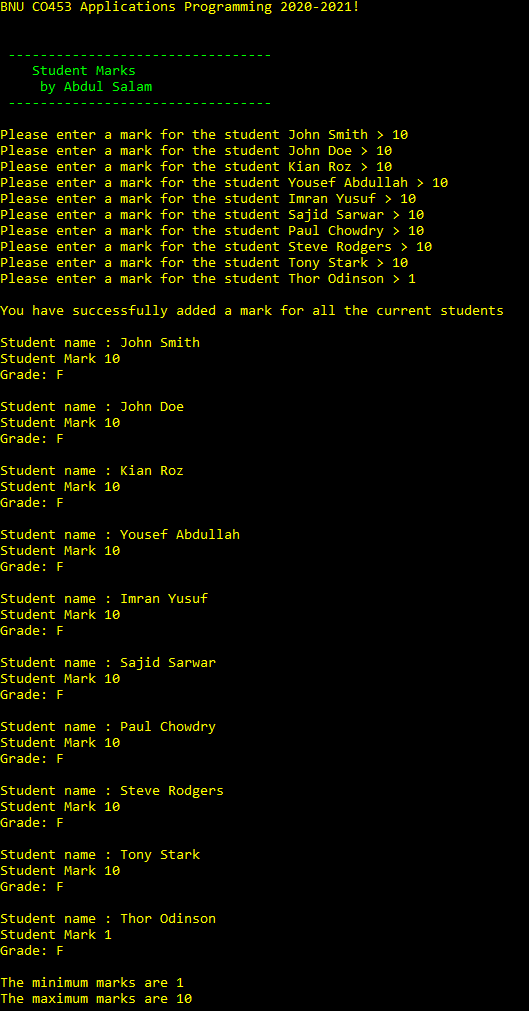 BNU CO453 Applications Programming 2020-2021!
---------------------------------
Student Marks
by Abdul Salam
---------------------------------
Please enter a mark for the student John Smith > 10
Please enter a mark for the student John Doe > 10
Please enter a mark for the student Kian Roz > 10
Please enter a mark for the student Yousef Abdullah > 10
Please enter a mark for the student Imran Yusuf > 10
Please enter a mark for the student Sajid Sarwar > 10
Please enter a mark for the student Paul Chowdry > 10
Please enter a mark for the student Steve Rodgers > 10
Please enter a mark for the student Tony Stark > 10
Please enter a mark for the student Thor Odinson > 1
You have successfully added a mark for all the current students
Student name : John Smith
Student Mark 10
Grade: F
Student name : John Doe
Student Mark 10
Grade: F
Student name : Kian Roz
Student Mark 10
Grade: F
Student name : Yousef Abdullah
Student Mark 10
Grade: F
Student name : Imran Yusuf
Student Mark 10
Grade: F
Student name : Sajid Sarwar
Student Mark 10
Grade: F
Student name : Paul Chowdry
Student Mark 10
Grade: F
Student name : Steve Rodgers
Student Mark 10
Grade: F
Student name : Tony Stark
Student Mark 10
Grade: F
Student name : Thor Odinson
Student Mark 1
Grade: F
The minimum marks are 1
The maximum marks are 10